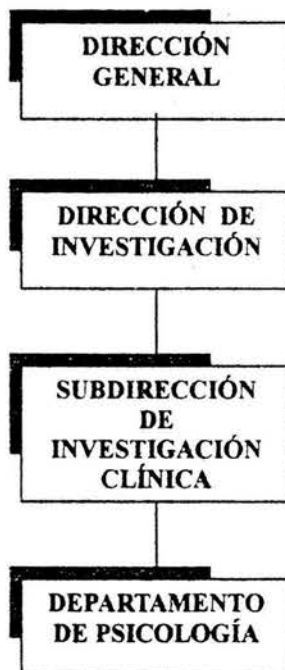 DIRECCIÓN
GENERAL
DIRECCIÓN DE
INVESTIGACIÓN
SUBDIRECCIÓN
DE
INVESTIGACIÓN
CLÍNICA
DEPARTAMENTO
DE PSICOLOGÍA